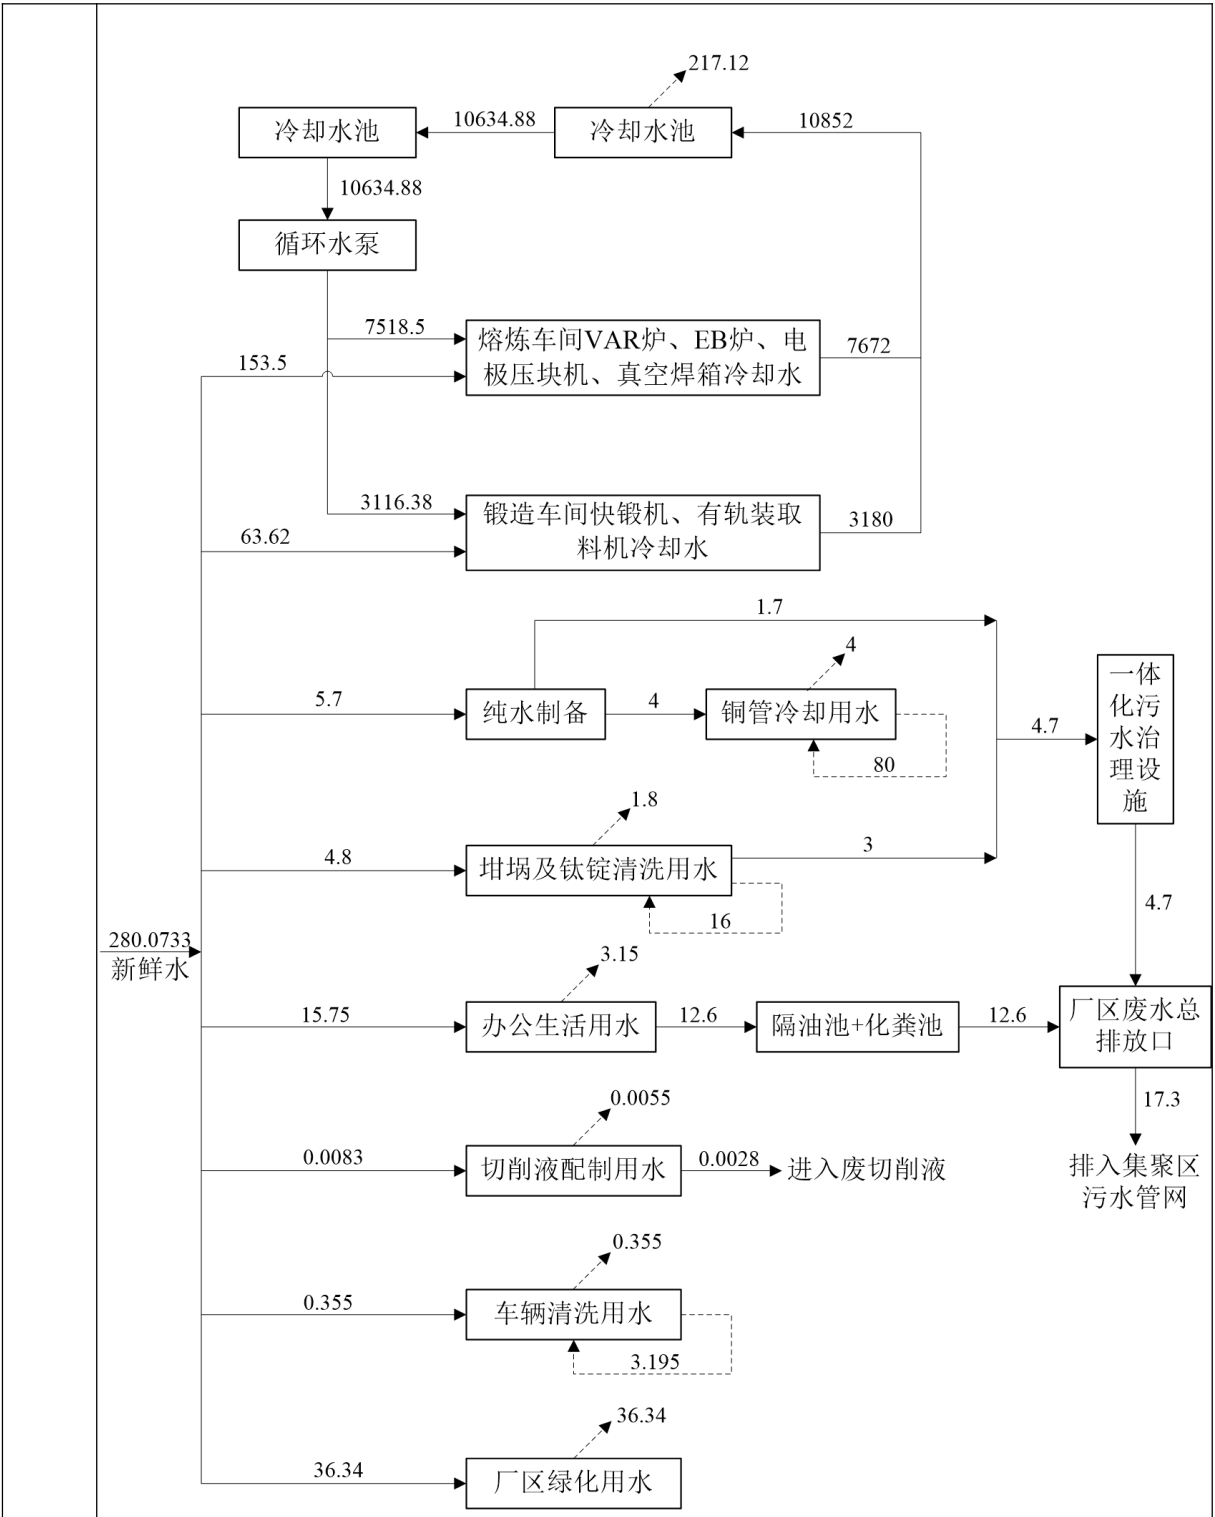 217.12
冷却水池
10634.88
冷却水池
10852
10634.88
循环水泵
7518.5
熔炼车间VAR炉、EB炉、电
极压块机、真空焊箱冷却水
7672
153.5
3116.38
锻造车间快锻机、有轨装取
料机冷却水
3180
63.62
1.7
4
5.7
纯水制备
4
铜管冷却用水
80
4.7
一体
化污
水治
理设
施
1.8
4.8
坩埚及钛锭清洗用水
3
16
4.7
280.0733
新鲜水
3.15
15.75
办公生活用水
12.6
隔油池+化粪池
12.6
厂区废水总
排放口
17.3
排入集聚区
污水管网
0.0055
0.0083
切削液配制用水
0.0028
进入废切削液
0.355
0.355
车辆清洗用水
3.195
36.34
36.34
厂区绿化用水